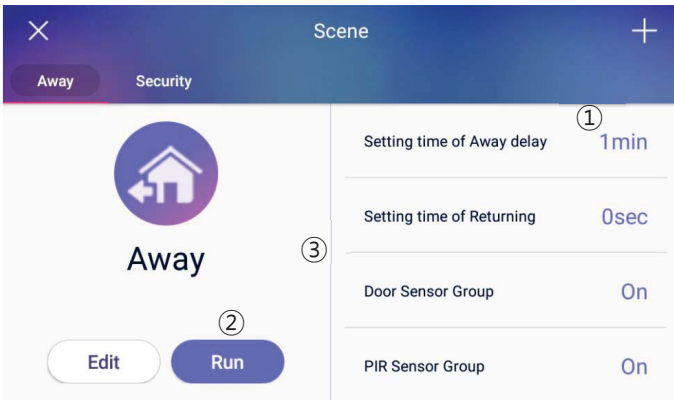 Scene
Away Security
Away
Edit Run
Setting time of Away delay 1min
Setting time of Returning 0sec
Door Sensor Group On
PIR Sensor Group On
①
②
③